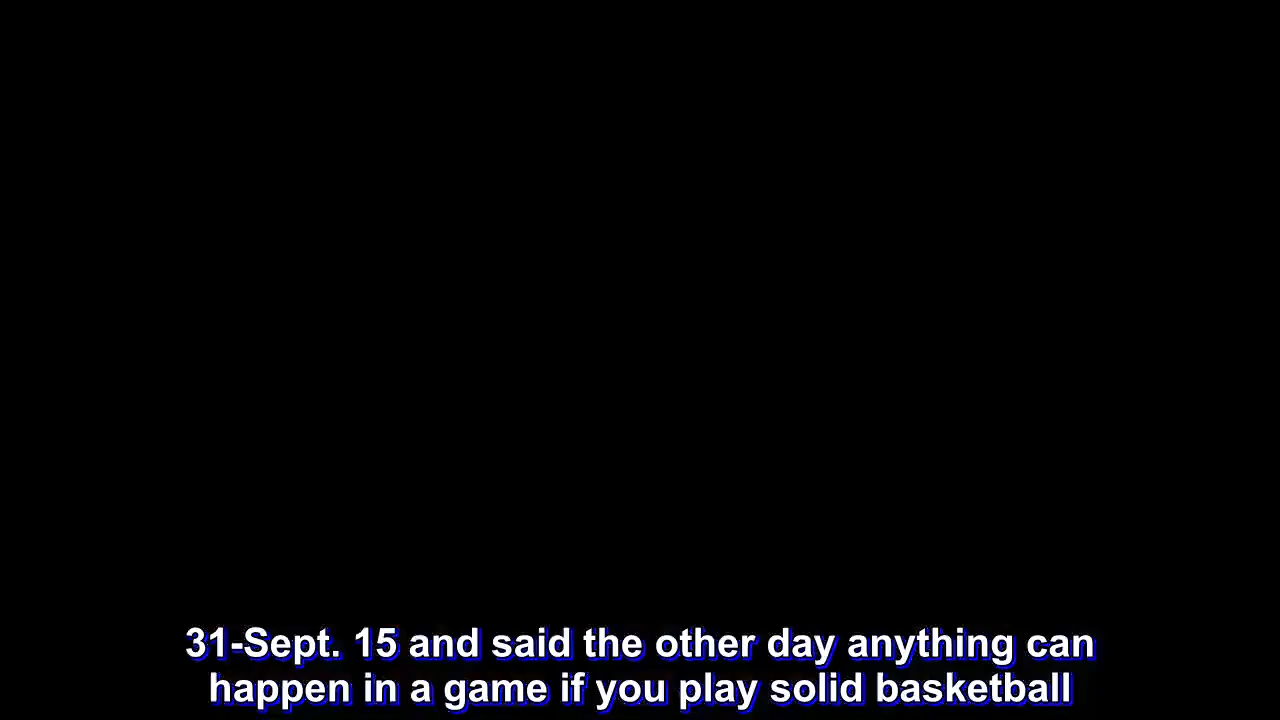 31-Sept. 15 and said the other day anything can
happen in a game if you play solid basketball